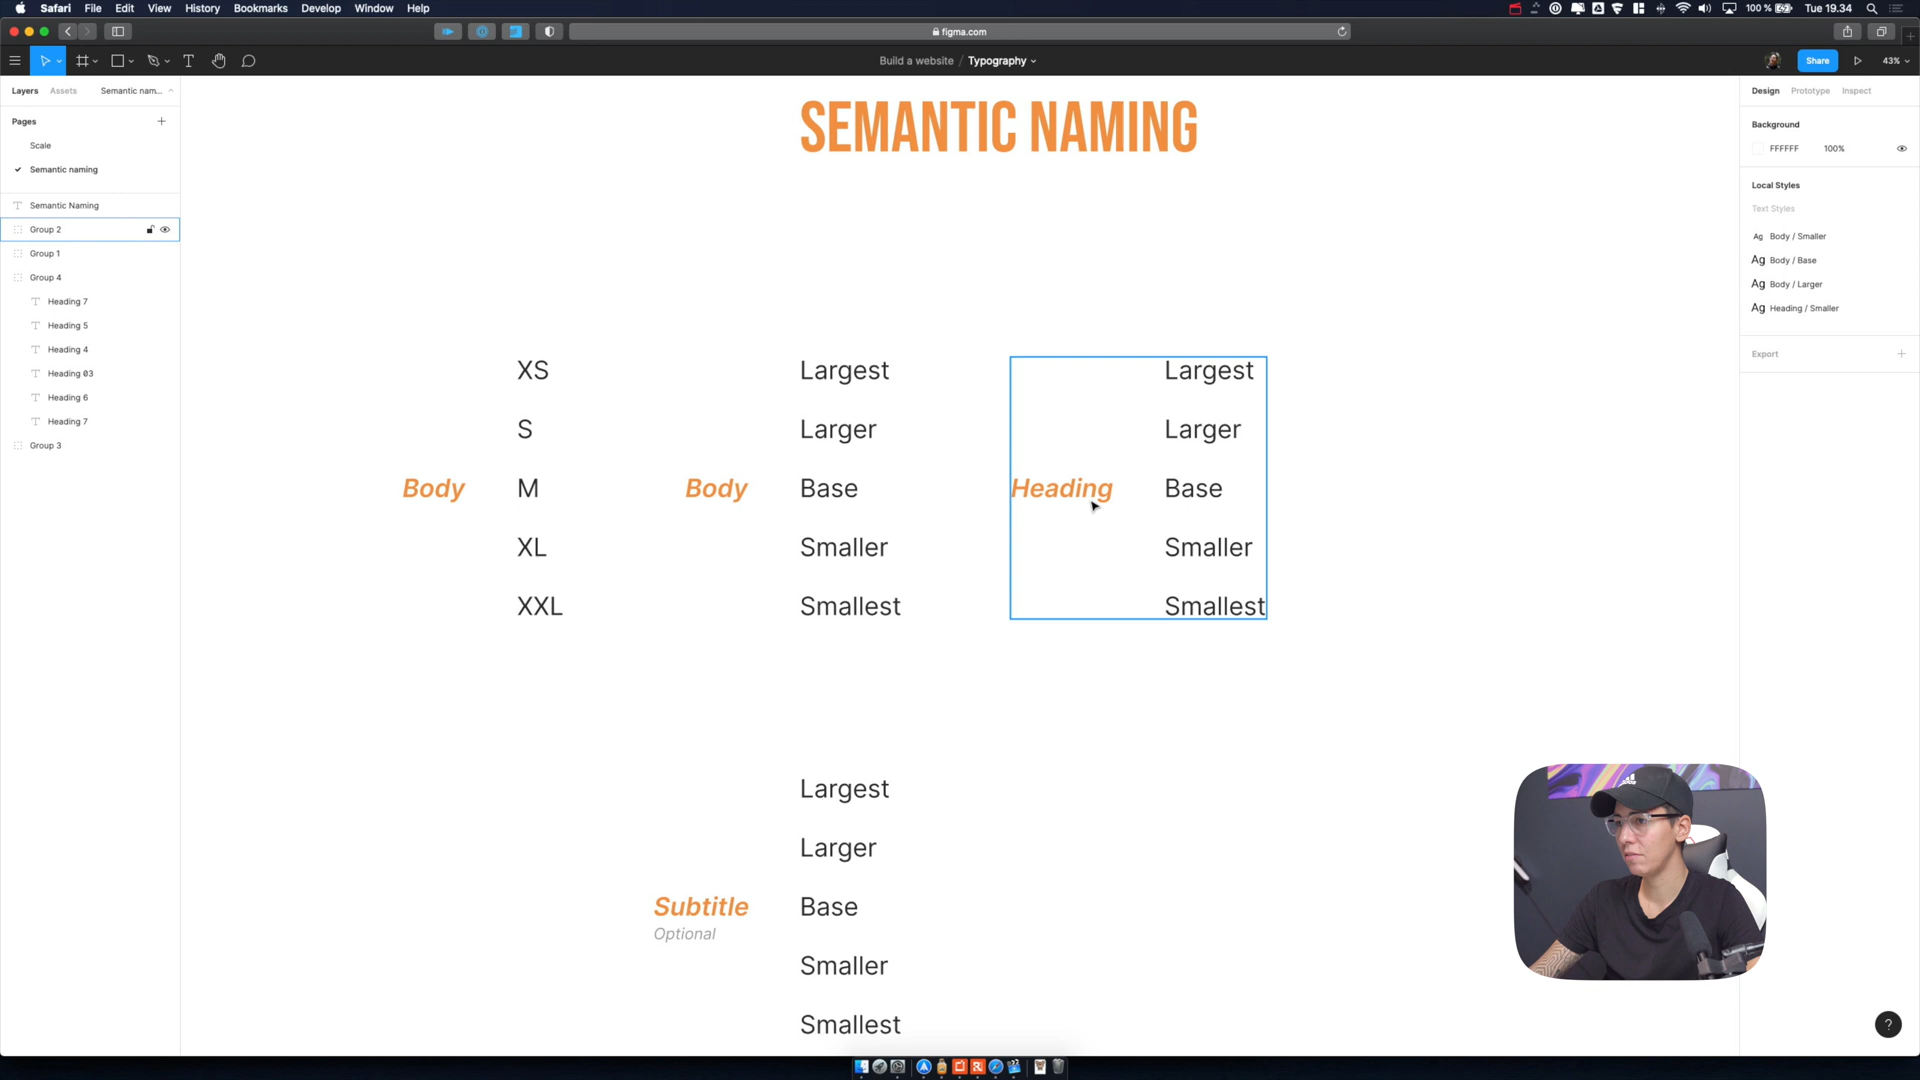 Safari File Edit View History Bookmarks Develop Window Help 100 % Tue 19.34
figma.com
Build a website / Typography Share 43%
Layers Assets Semantic nam...
Pages
Scale
Semantic naming
Semantic Naming
Group 2
Group 1
Group 4
Heading 7
Heading 5
Heading 4
Heading 03
Heading 6
Heading 7
Group 3
SEMANTIC NAMING
XS
S
Body M
XL
XXL
Largest
Larger
Body Base
Smaller
Smallest
Largest
Larger
Heading Base
Smaller
Smallest
Largest
Larger
Subtitle Base
Optional
Smaller
Smallest
Design Prototype Inspect
Background
FFFFFF 100%
Local Styles
Text Styles
Ag Body / Smaller
Ag Body / Base
Ag Body / Larger
Ag Heading / Smaller
Export
?